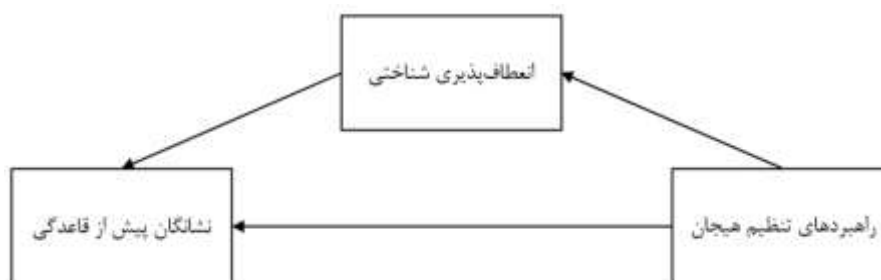 انعطاف‌پذیری شناختی
راهبردهای تنظیم هیجان
نشانگان پیش از قاعدگی